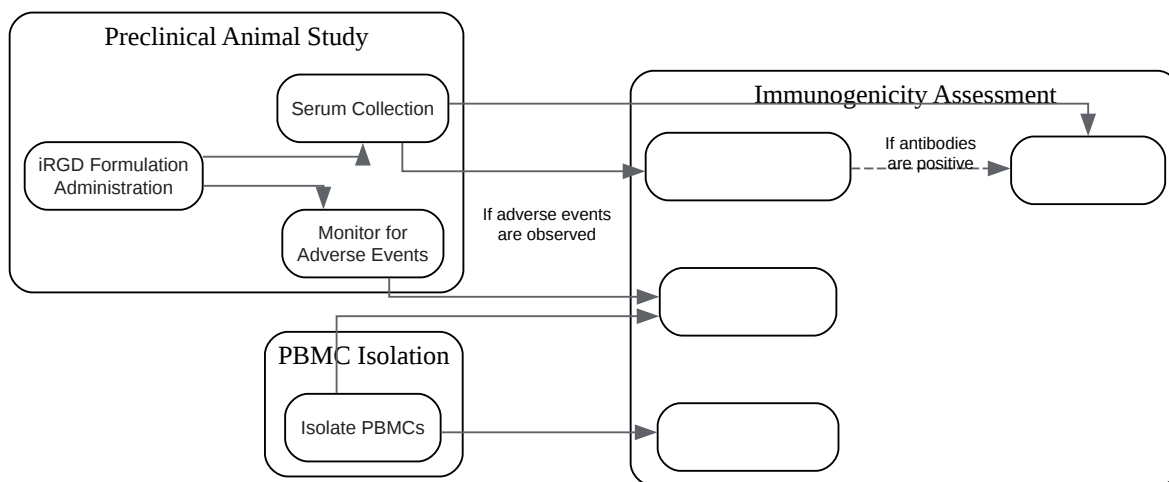 Preclinical Animal Study
Serum Collection
iRGD Formulation
Administration
Monitor for
Adverse Events
If adverse events
are observed
PBMC Isolation
Isolate PBMCs
Immunogenicity Assessment
If antibodies
are positive